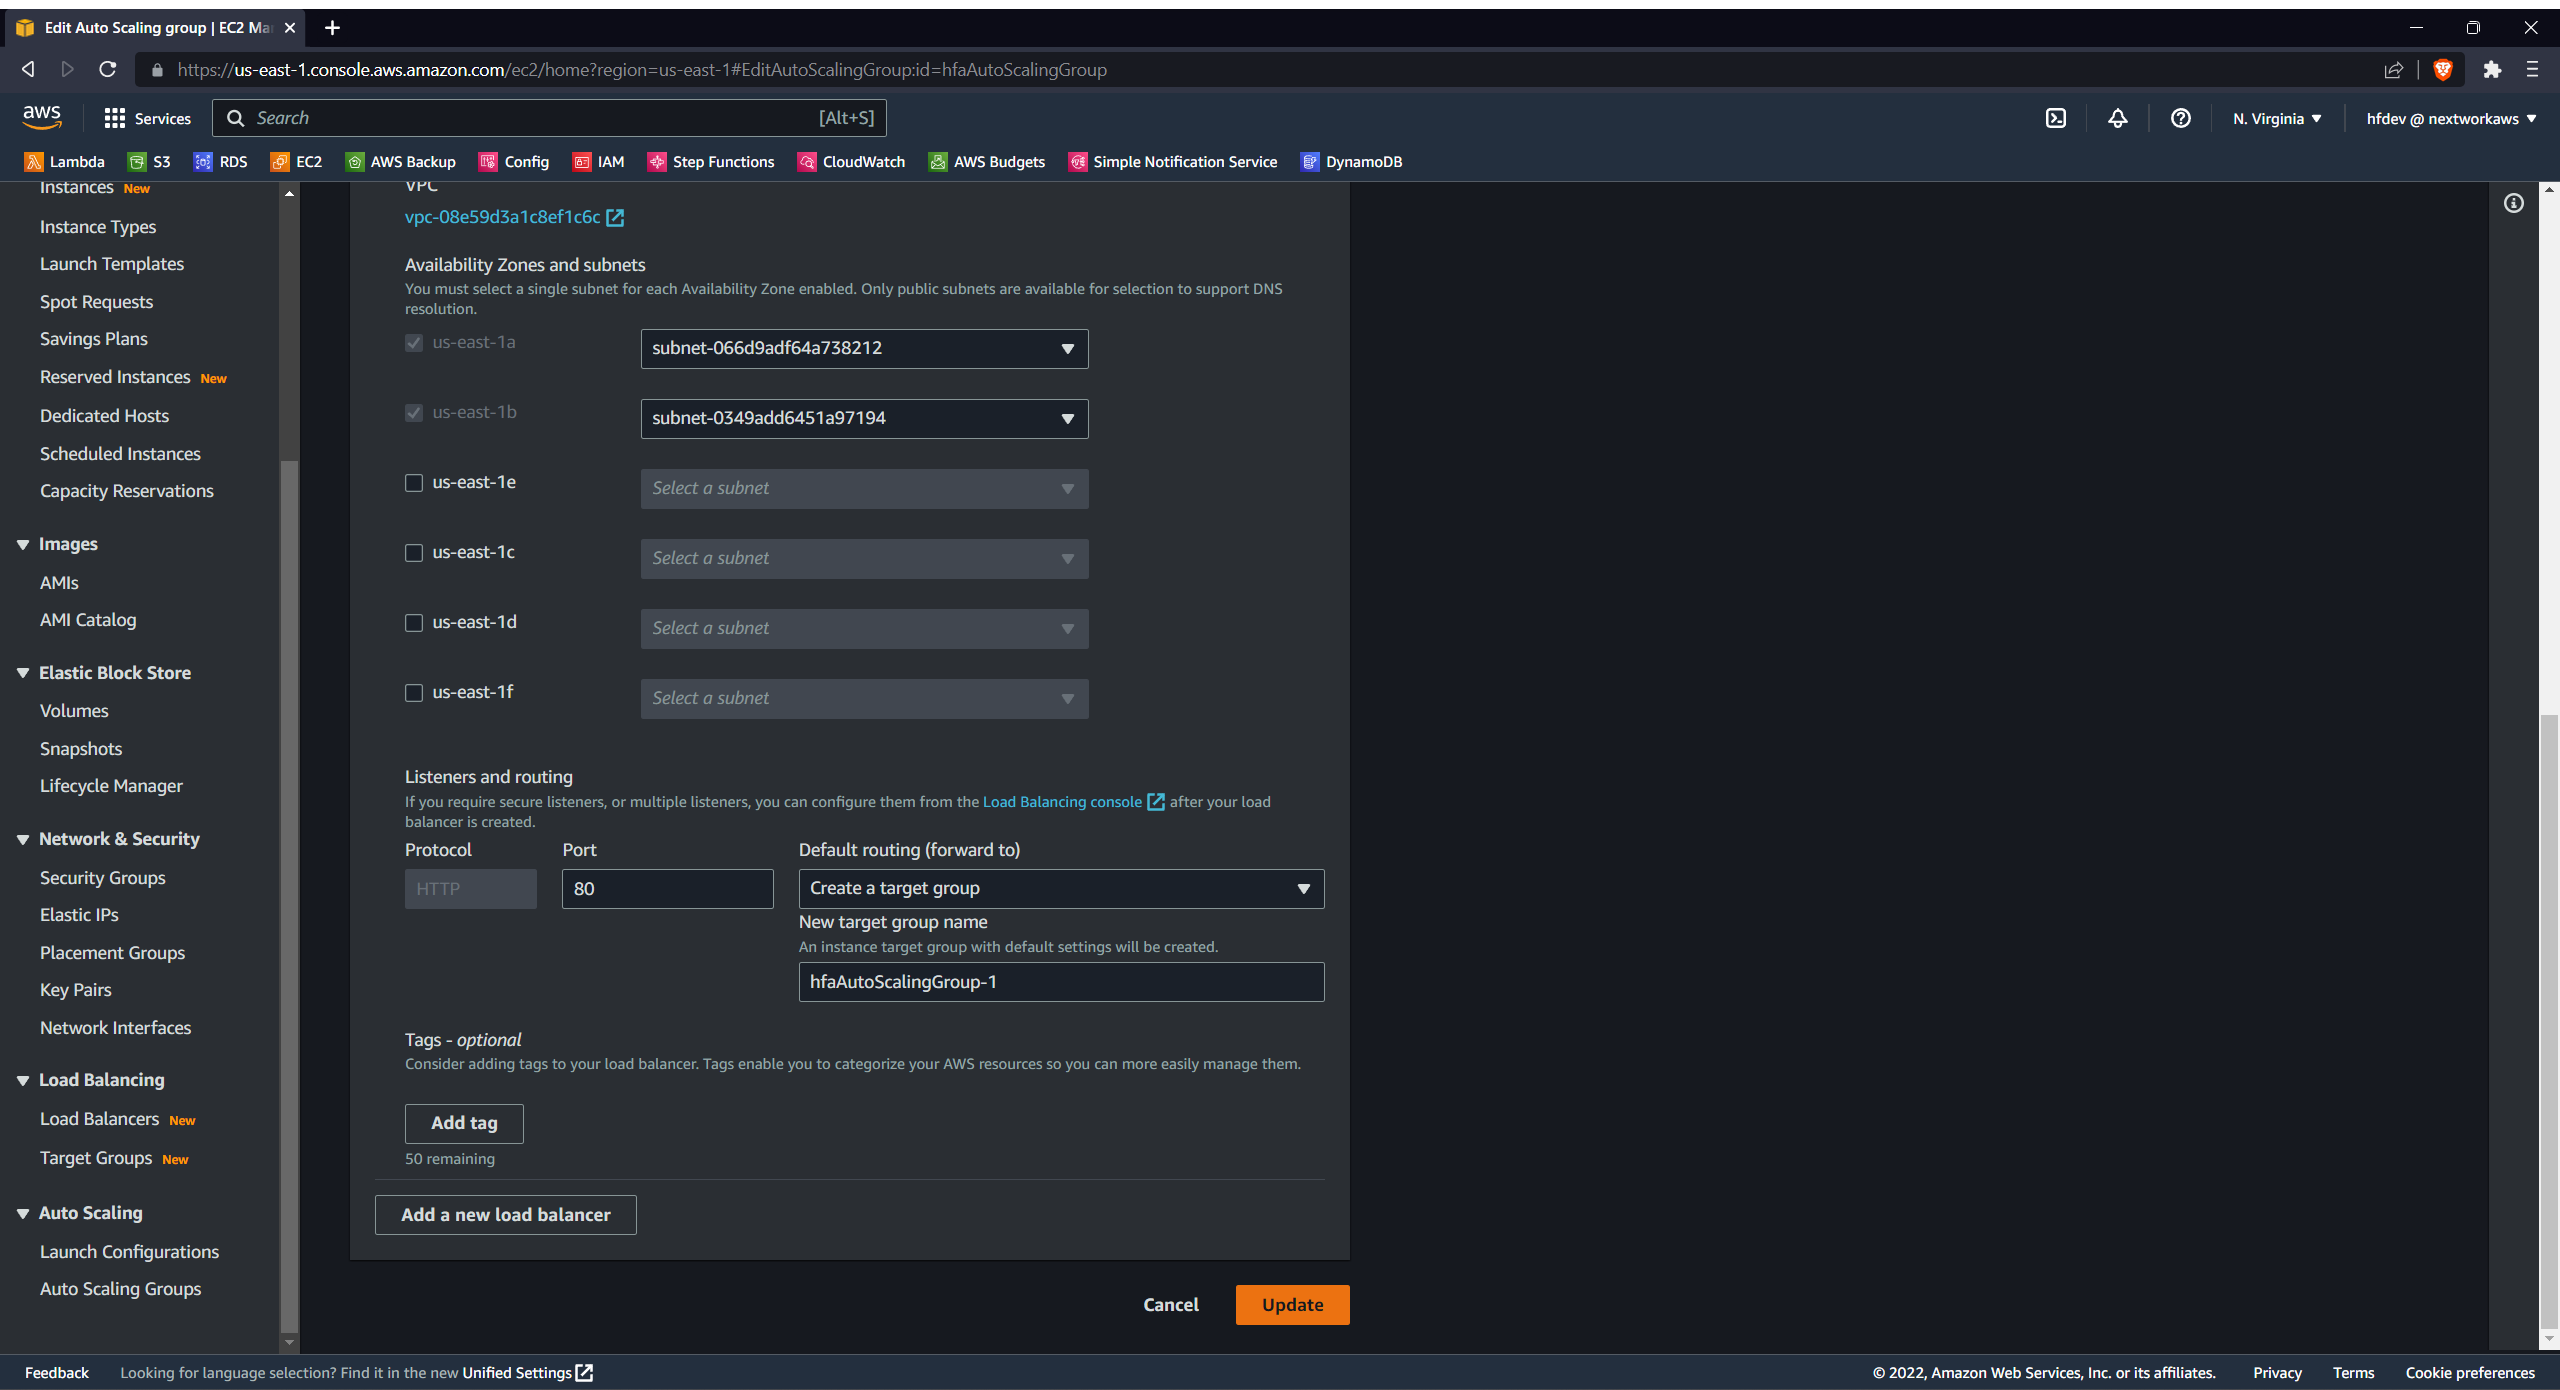 Edit Auto Scaling group | EC2 Ma
https://us-east-1.console.aws.amazon.com/ec2/home?region=us-east-1#EditAutoScalingGroup:id=hfaAutoScalingGroup
aws Services Search [Alt+S] N. Virginia hfdev @ nextworkaws
Lambda S3 RDS EC2 AWS Backup Config IAM Step Functions CloudWatch AWS Budgets Simple Notification Service DynamoDB
Instances New
Instance Types
Launch Templates
Spot Requests
Savings Plans
Reserved Instances New
Dedicated Hosts
Scheduled Instances
Capacity Reservations
Images
AMIs
AMI Catalog
Elastic Block Store
Volumes
Snapshots
Lifecycle Manager
Network & Security
Security Groups
Elastic IPs
Placement Groups
Key Pairs
Network Interfaces
Load Balancing
Load Balancers New
Target Groups New
Auto Scaling
Launch Configurations
Auto Scaling Groups
VPC
vpc-08e59d3a1c8ef1c6c
Availability Zones and subnets
You must select a single subnet for each Availability Zone enabled. Only public subnets are available for selection to support DNS
resolution.
us-east-1a subnet-066d9adf64a738212
us-east-1b subnet-0349add6451a97194
us-east-1e Select a subnet
us-east-1c Select a subnet
us-east-1d Select a subnet
us-east-1f Select a subnet
Listeners and routing
If you require secure listeners, or multiple listeners, you can configure them from the Load Balancing console after your load
balancer is created.
Protocol Port Default routing (forward to)
HTTP 80 Create a target group
New target group name
An instance target group with default settings will be created.
hfaAutoScalingGroup-1
Tags - optional
Consider adding tags to your load balancer. Tags enable you to categorize your AWS resources so you can more easily manage them.
Add tag
50 remaining
Add a new load balancer
Cancel Update
Feedback Looking for language selection? Find it in the new Unified Settings © 2022, Amazon Web Services, Inc. or its affiliates. Privacy Terms Cookie preferences